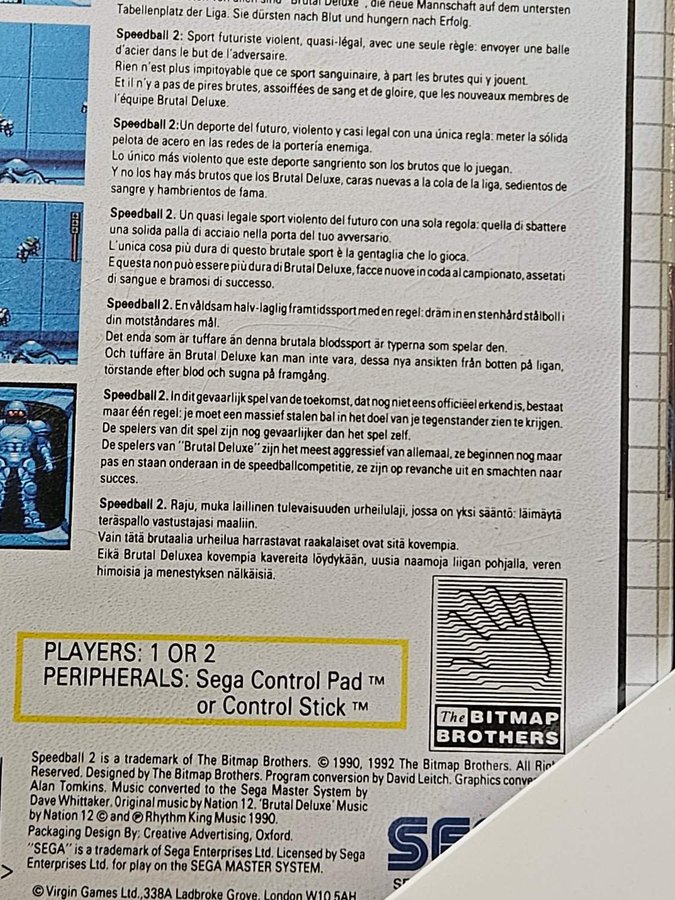 "Brutal Deluxe", die neue Mannschaft auf dem untersten
Tabellenplatz der Liga. Sie dürsten nach Blut und hungern nach Erfolg.
Speedball 2: Sport futuriste violent, quasi-légal, avec une seule règle: envoyer une balle
d'acier dans le but de l'adversaire.
Rien n'est plus impitoyable que ce sport sanguinaire, à part les brutes qui y jouent.
Et il n'y a pas de pires brutes, assoiffées de sang et de gloire, que les nouveaux membres de
l'équipe Brutal Deluxe.
Speedball 2:Un deporte del futuro, violento y casi legal con una única regla: meter la sólida
pelota de acero en las redes de la portería enemiga.
Lo único más violento que este deporte sangriento son los brutos que lo juegan.
Y no los hay más brutos que los Brutal Deluxe, caras nuevas a la cola de la liga, sedientos de
sangre y hambrientos de fama.
Speedball 2. Un quasi legale sport violento del futuro con una sola regola: quella di sbattere
una solida palla di acciaio nella porta del tuo avversario.
L'unica cosa più dura di questo brutale sport è la gentaglia che lo gioca.
E questa non può essere più dura di Brutal Deluxe, facce nuove in coda al campionato, assetati
di sangue e bramosi di successo.
Speedball 2. En våldsam halv-laglig framtidssport med en regel: dräm in en stenhård stålboll i
din motståndares mål.
Det enda som är tuffare än denna brutala blodssport är typerna som spelar den.
Och tuffare än Brutal Deluxe kan man inte vara, dessa nya ansikten från botten på ligan,
törstande efter blod och sugna på framgång.
Speedball 2. In dit gevaarlijk spel van de toekomst, dat nog niet eens officiëel erkend is, bestaat
maar één regel: je moet een massief stalen bal in het doel van je tegenstander zien te krijgen.
De spelers van dit spel zijn nog gevaarlijker dan het spel zelf.
De spelers van "Brutal Deluxe" zijn het meest aggressief van allemaal, ze beginnen nog maar
pas en staan onderaan in de speedballcompetitie, ze zijn op revanche uit en smachten naar
succes.
Speedball 2. Raju, muka laillinen tulevaisuuden urheilulaji, jossa on yksi sääntö: läimäytä
teräspallo vastustajasi maaliin.
Vain tätä brutaalia urheilua harrastavat raakalaiset ovat sitä kovempia.
Eikä Brutal Deluxea kovempia kavereita löydykään, uusia naamoja liigan pohjalla, veren
himoisia ja menestyksen nälkäisiä.
PLAYERS: 1 OR 2
PERIPHERALS: Sega Control Pad ™
or Control Stick ™
The BITMAP
BROTHERS
Speedball 2 is a trademark of The Bitmap Brothers. © 1990, 1992 The Bitmap Brothers. All
Reserved. Designed by The Bitmap Brothers. Program conversion by David Leitch. Graphics
Alan Tomkins. Music converted to the Sega Master System by
Dave Whittaker. Original music by Nation 12. 'Brutal Deluxe' Music
by Nation 12 © and ℗ Rhythm King Music 1990.
Packaging Design By: Creative Advertising, Oxford.
"SEGA" is a trademark of Sega Enterprises Ltd. Licensed by Sega
Enterprises Ltd. for play on the SEGA MASTER SYSTEM.
© Virgin Games Ltd., 338A Ladbroke Grove, London W10 5AH